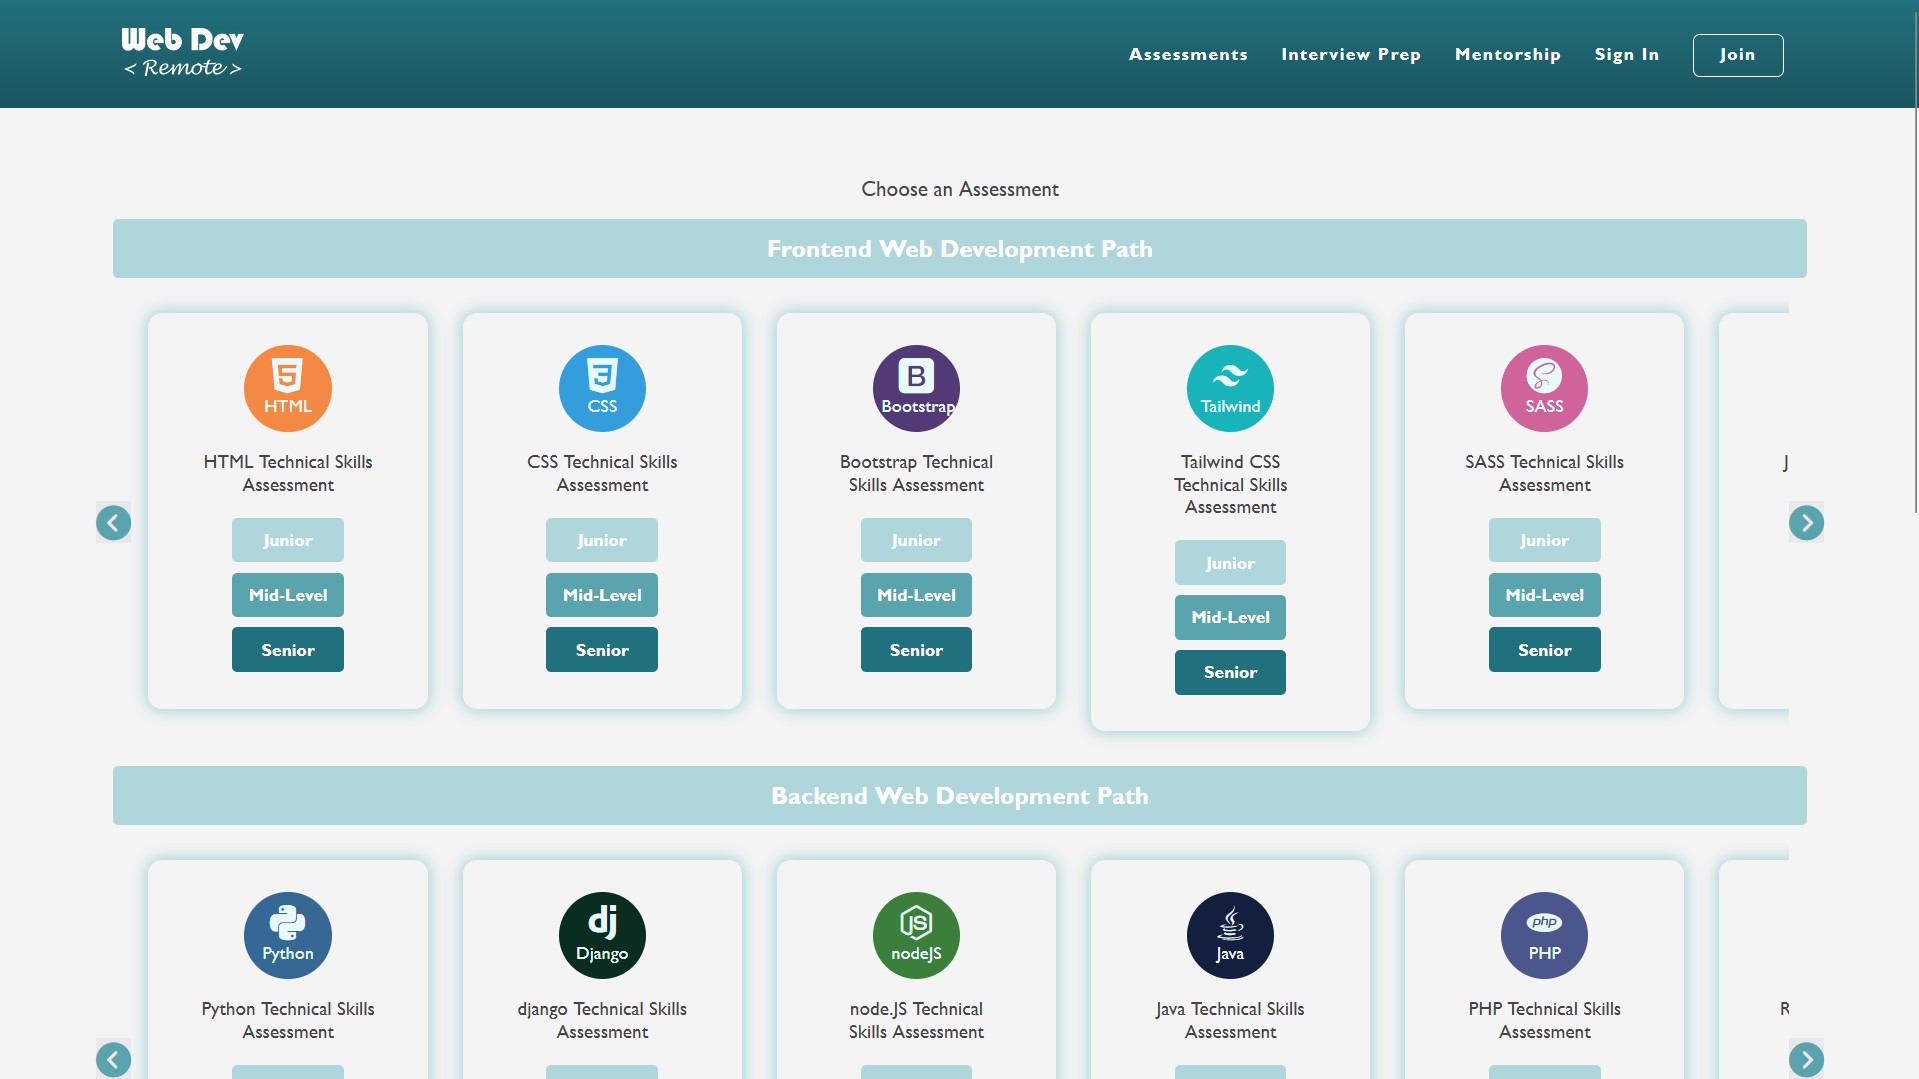 Web Dev
< Remote >
Assessments
Interview Prep
Mentorship
Sign In
Join
Choose an Assessment
Frontend Web Development Path
HTML
HTML Technical Skills
Assessment
Junior
Mid-Level
Senior
CSS
CSS Technical Skills
Assessment
Junior
Mid-Level
Senior
B
Bootstrap
Bootstrap Technical
Skills Assessment
Junior
Mid-Level
Senior
Tailwind
Tailwind CSS
Technical Skills
Assessment
Junior
Mid-Level
Senior
SASS
SASS Technical Skills
Assessment
Junior
Mid-Level
Senior
J
Backend Web Development Path
Python
Python Technical Skills
Assessment
dj
Django
django Technical Skills
Assessment
JS
nodeJS
node.JS Technical
Skills Assessment
Java
Java Technical Skills
Assessment
php
PHP
PHP Technical Skills
Assessment
R